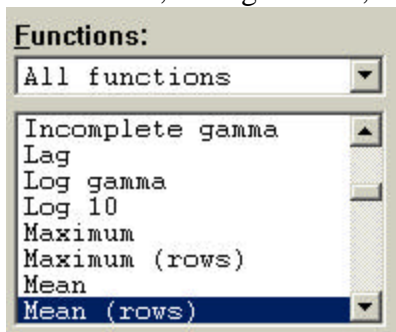 Functions:
All functions
Incomplete gamma
Lag
Log gamma
Log 10
Maximum
Maximum (rows)
Mean
Mean (rows)